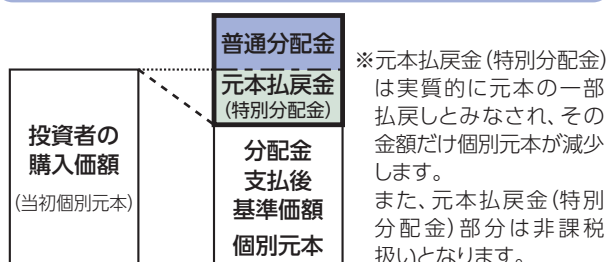 普通分配金
元本払戻金
(特別分配金)
投資者の
購入価額
(当初個別元本)
分配金
支払後
基準価額
個別元本
※元本払戻金(特別分配金)
は実質的に元本の一部
払戻しとみなされ、その
金額だけ個別元本が減少
します。
また、元本払戻金(特別
分配金)部分は非課税
扱いとなります。